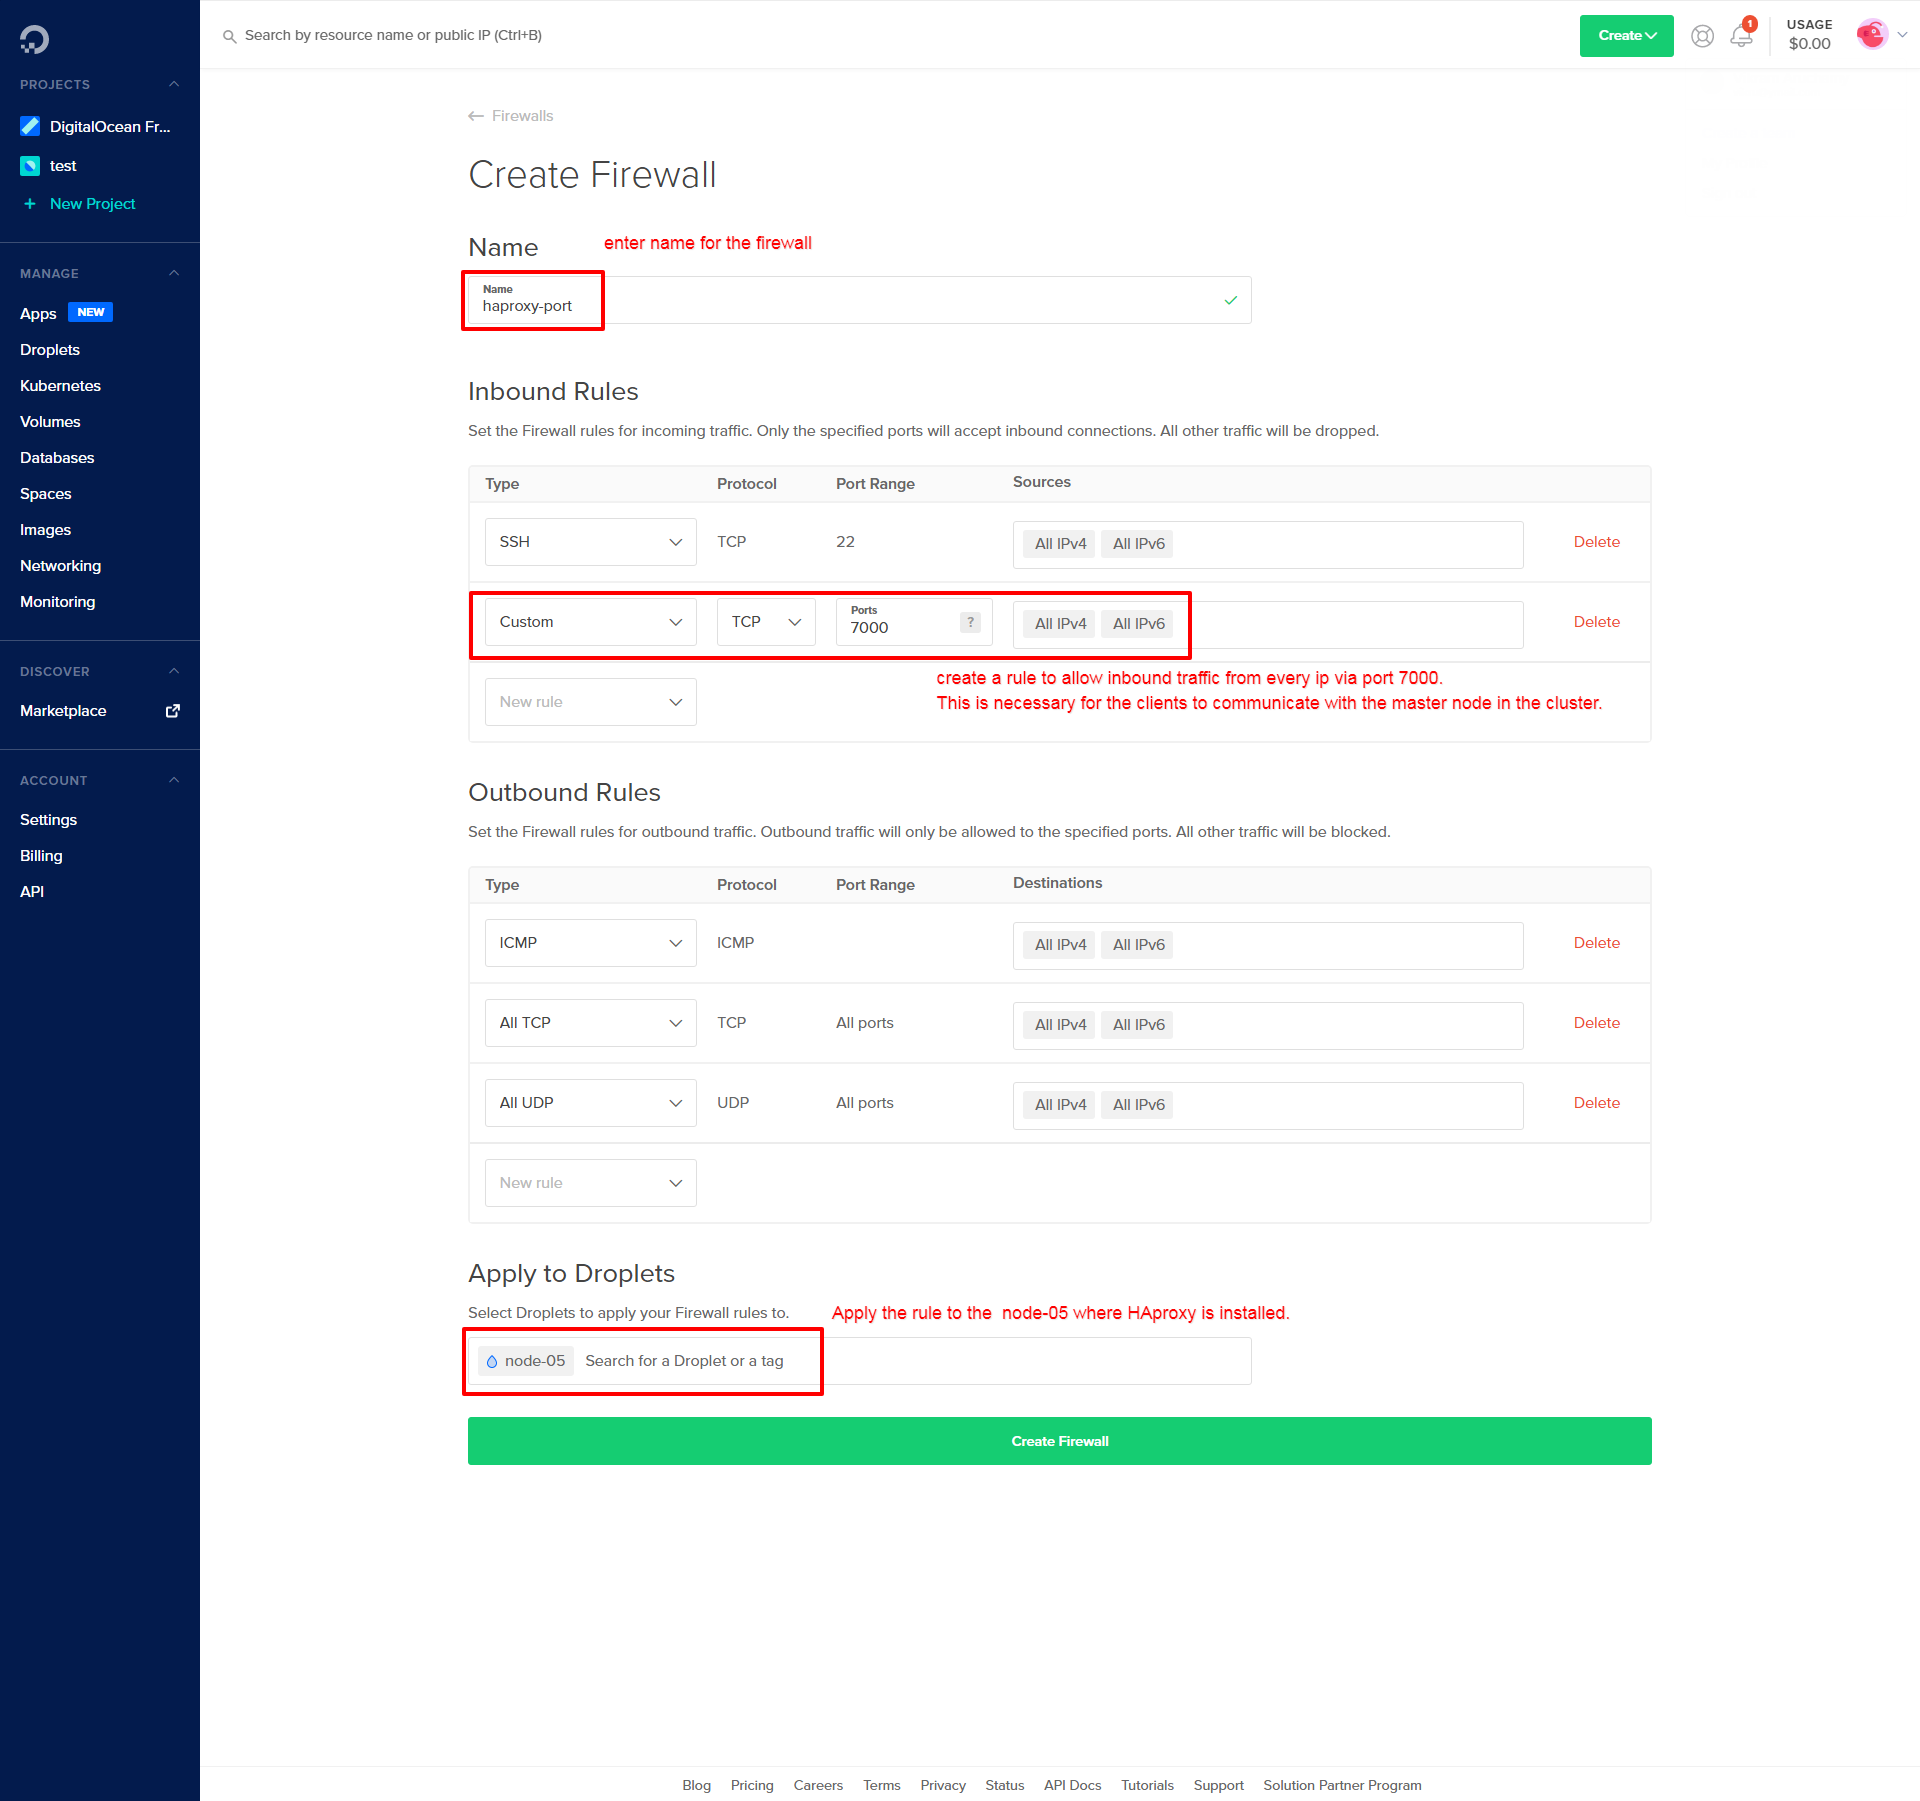 Search by resource name or public IP (Ctrl+B)
Create
1
USAGE
$0.00
PROJECTS
DigitalOcean Fr...
test
+ New Project
MANAGE
Apps NEW
Droplets
Kubernetes
Volumes
Databases
Spaces
Images
Networking
Monitoring
DISCOVER
Marketplace
ACCOUNT
Settings
Billing
API
← Firewalls
Create Firewall
Name enter name for the firewall
Name
haproxy-port
Inbound Rules
Set the Firewall rules for incoming traffic. Only the specified ports will accept inbound connections. All other traffic will be dropped.
Type Protocol Port Range Sources
SSH TCP 22 All IPv4 All IPv6 Delete
Custom TCP Ports 7000 ? All IPv4 All IPv6 Delete
New rule
create a rule to allow inbound traffic from every ip via port 7000.
This is necessary for the clients to communicate with the master node in the cluster.
Outbound Rules
Set the Firewall rules for outbound traffic. Outbound traffic will only be allowed to the specified ports. All other traffic will be blocked.
Type Protocol Port Range Destinations
ICMP ICMP All IPv4 All IPv6 Delete
All TCP TCP All ports All IPv4 All IPv6 Delete
All UDP UDP All ports All IPv4 All IPv6 Delete
New rule
Apply to Droplets
Select Droplets to apply your Firewall rules to. Apply the rule to the node-05 where HAproxy is installed.
node-05 Search for a Droplet or a tag
Create Firewall
Blog Pricing Careers Terms Privacy Status API Docs Tutorials Support Solution Partner Program